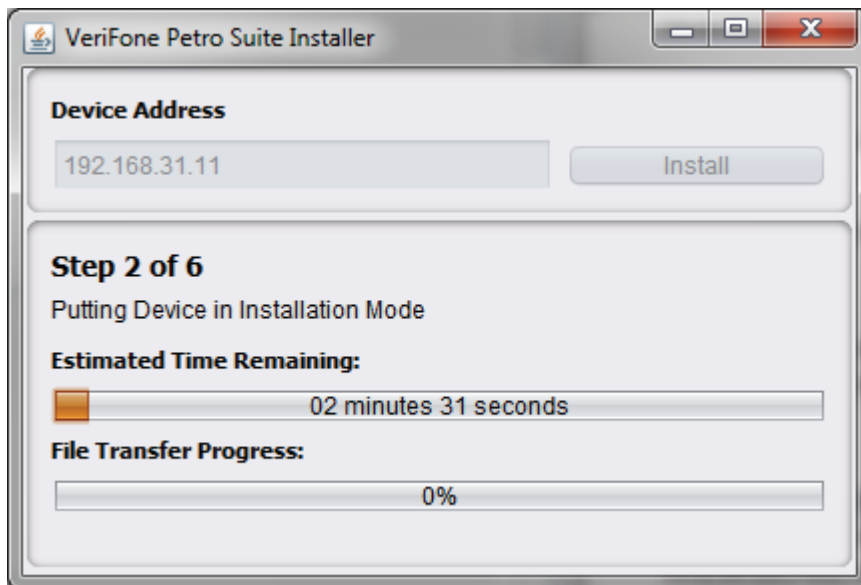 VeriFone Petro Suite Installer
Device Address
192.168.31.11
Install
Step 2 of 6
Putting Device in Installation Mode
Estimated Time Remaining:
02 minutes 31 seconds
File Transfer Progress:
0%